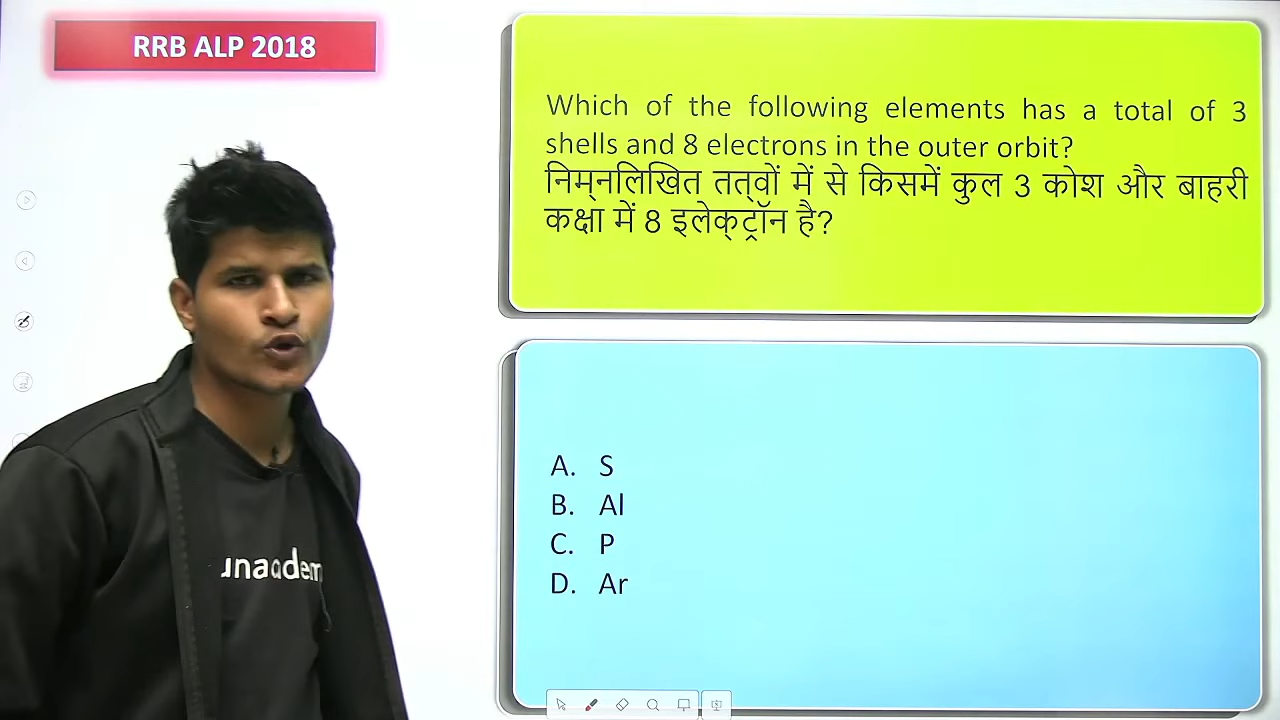 RRB ALP 2018
Which of the following elements has a total of 3
shells and 8 electrons in the outer orbit?
निम्नलिखित तत्वों में से किसमें कुल 3 कोश और बाहरी
कक्षा में 8 इलेक्ट्रॉन है?
A. S
B. Al
C. P
D. Ar
unacadem